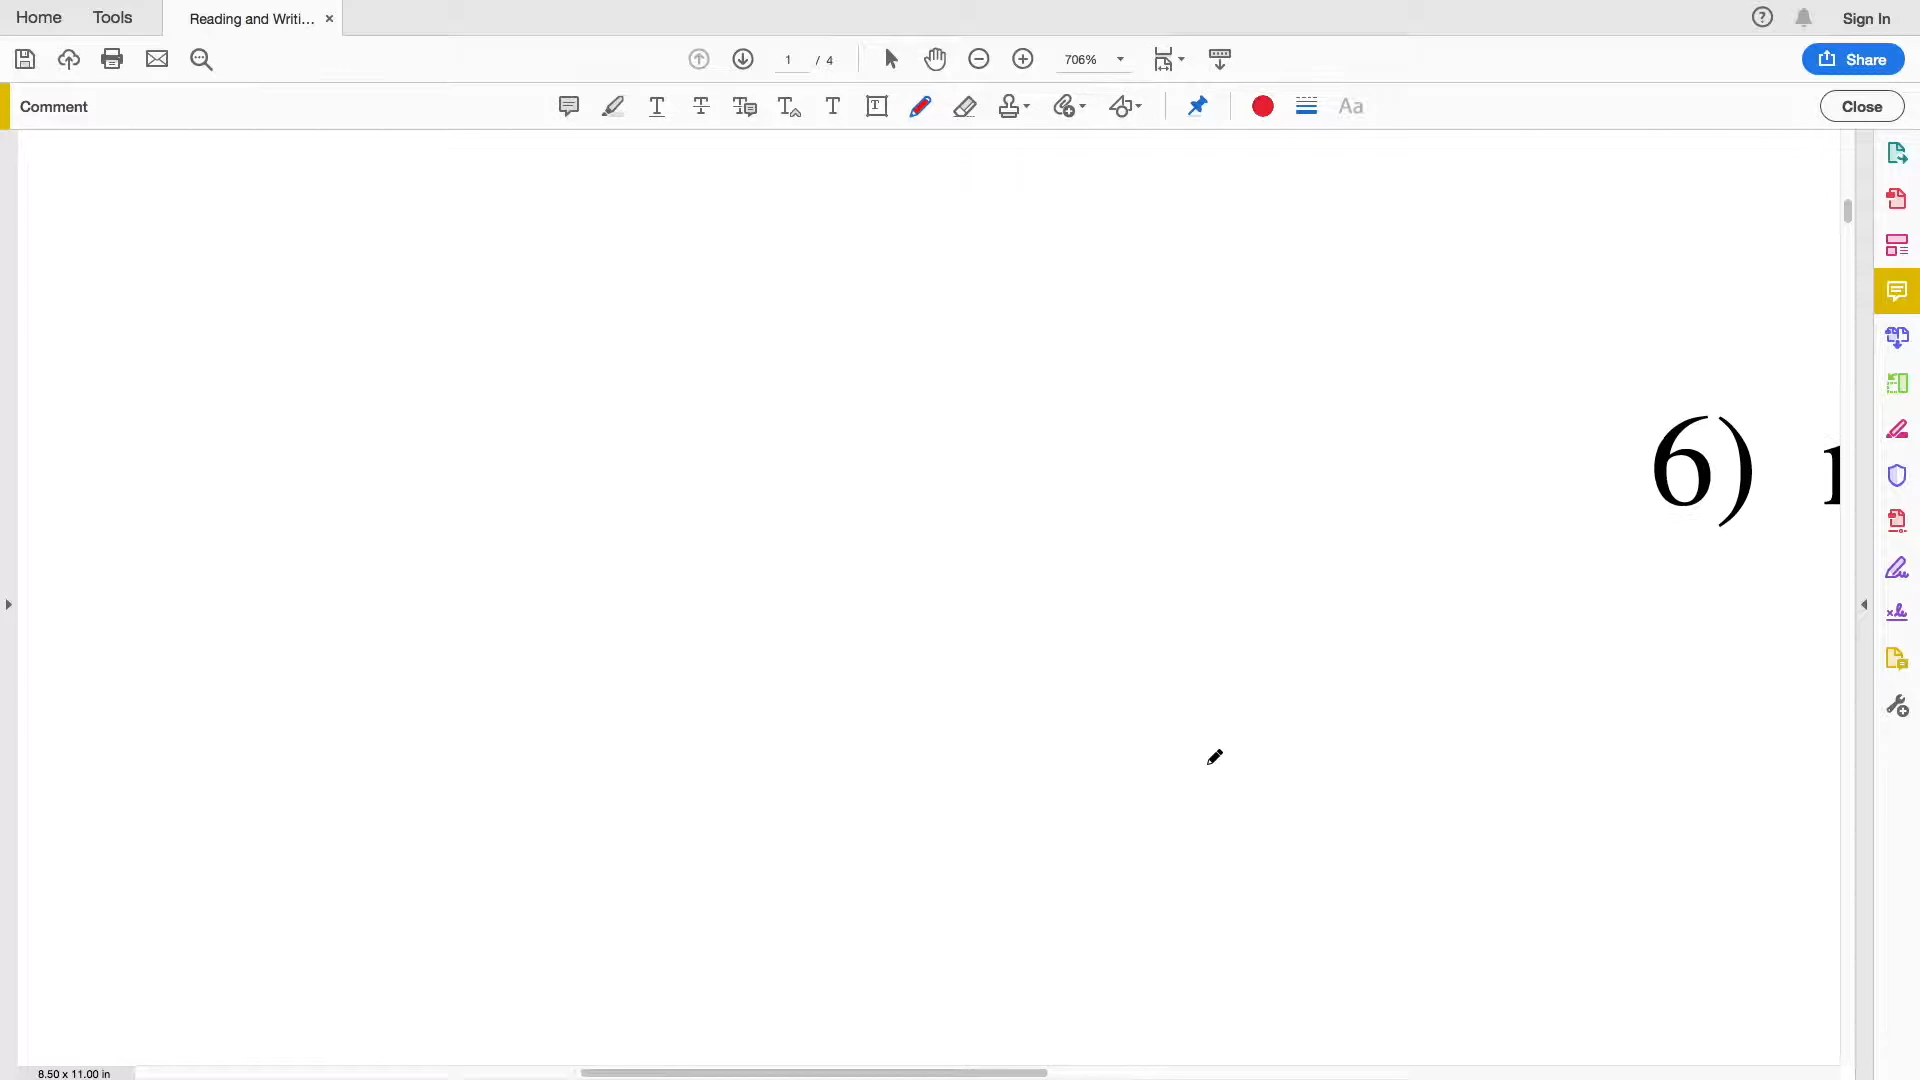 Home Tools Reading and Writi... × Sign In
1 / 4 706% Share
Comment Aa Close
6)
8.50 x 11.00 in